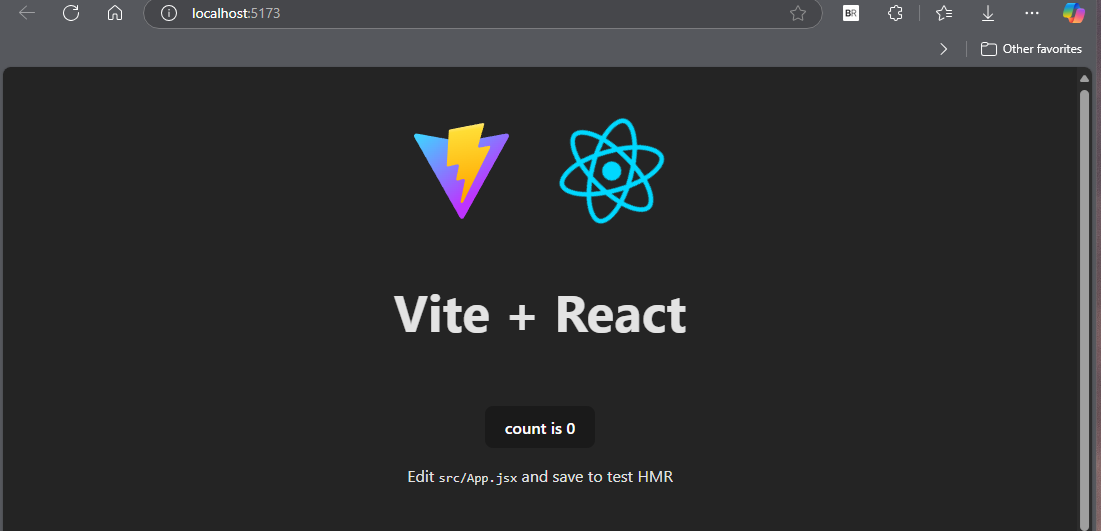 localhost:5173
BR
Other favorites
Vite + React
count is 0
Edit src/App.jsx and save to test HMR